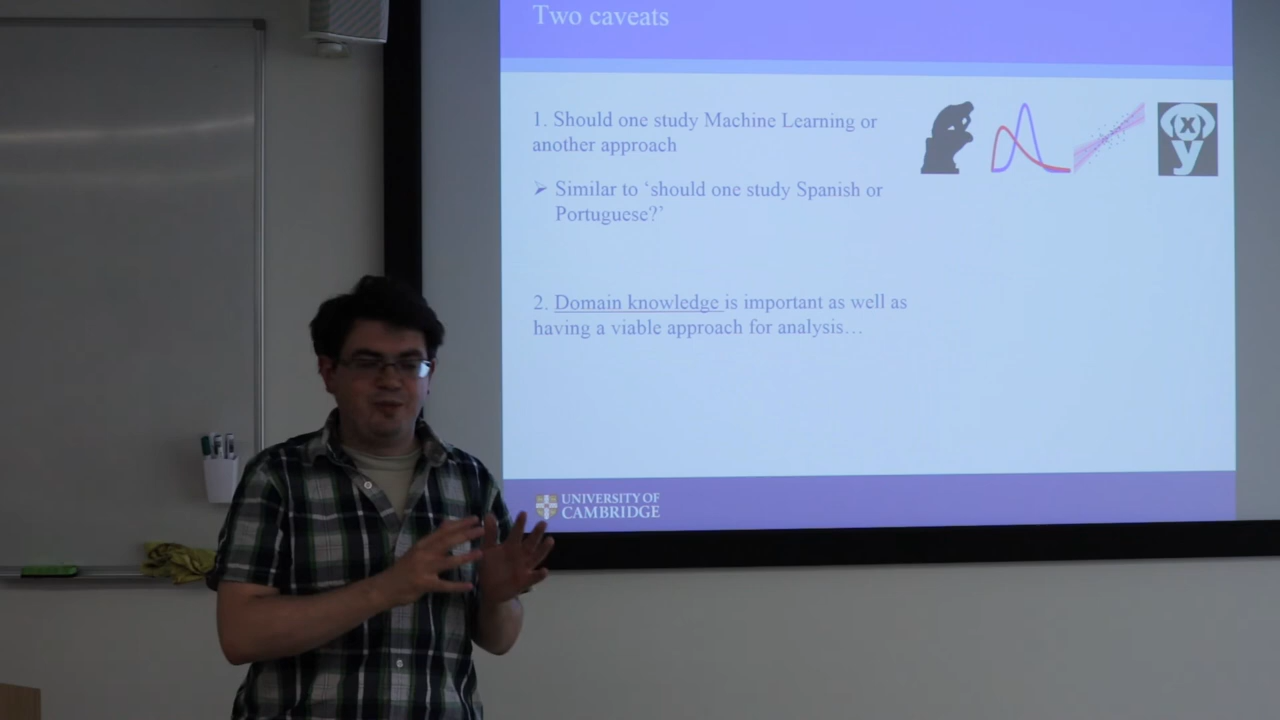 Two caveats
1. Should one study Machine Learning or
another approach
➢ Similar to ‘should one study Spanish or
Portuguese?’
2. Domain knowledge is important as well as
having a viable approach for analysis…
(x)
y
UNIVERSITY OF
CAMBRIDGE